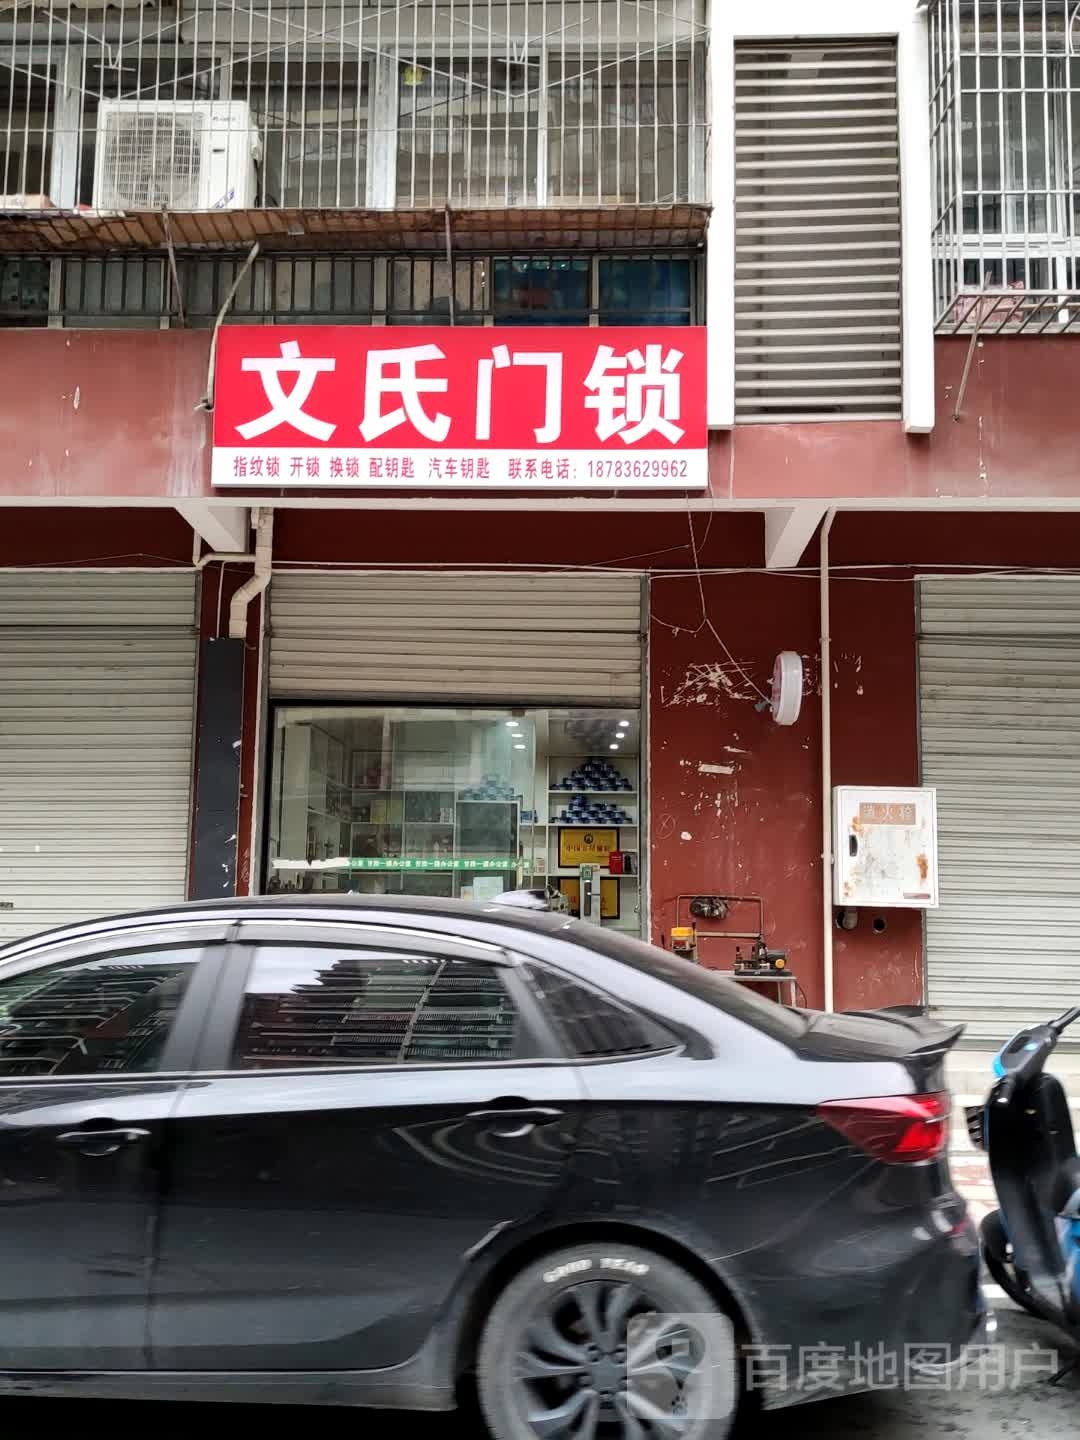 文氏门锁
指纹锁 开锁 换锁 配钥匙 汽车钥匙 联系电话：18783629962
消火栓
百度地图用户